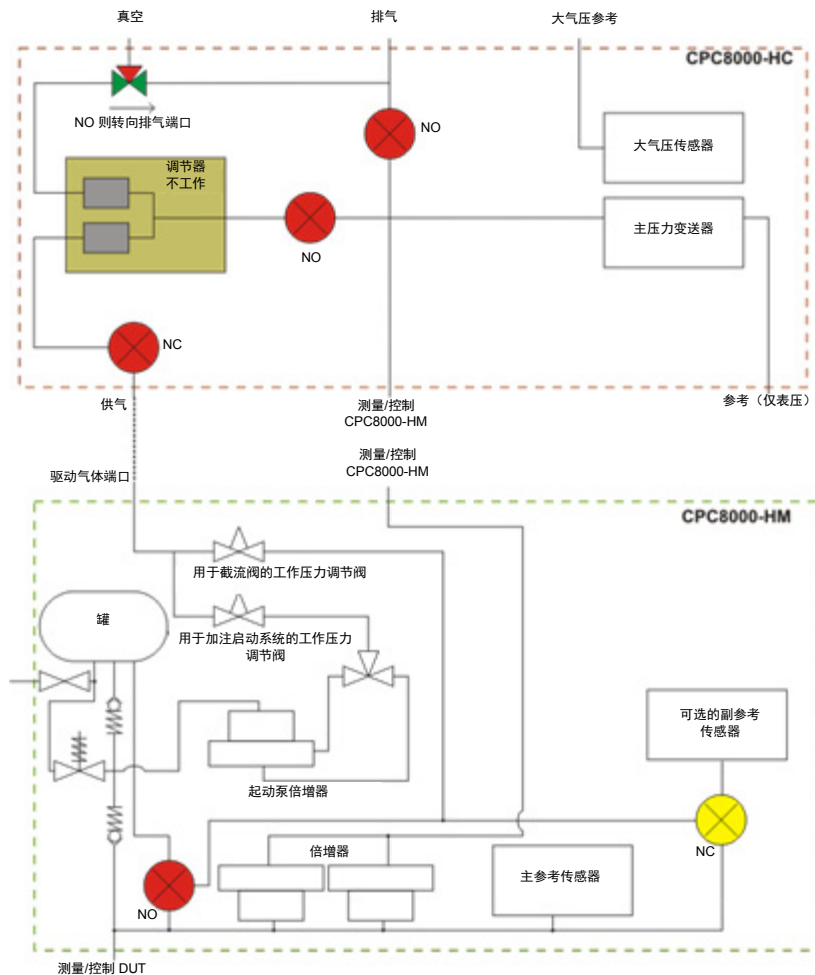 真空
排气
大气压参考
CPC8000-HC
NO 则转向排气端口
NO
大气压传感器
调节器
不工作
主压力变送器
NO
NC
供气
测量/控制
CPC8000-HM
参考（仅表压）
测量/控制
CPC8000-HM
驱动气体端口
CPC8000-HM
用于截流阀的工作压力调节阀
罐
用于加注启动系统的工作压力
调节阀
可选的副参考
传感器
起动泵倍增器
倍增器
NC
主参考传感器
NO
测量/控制 DUT